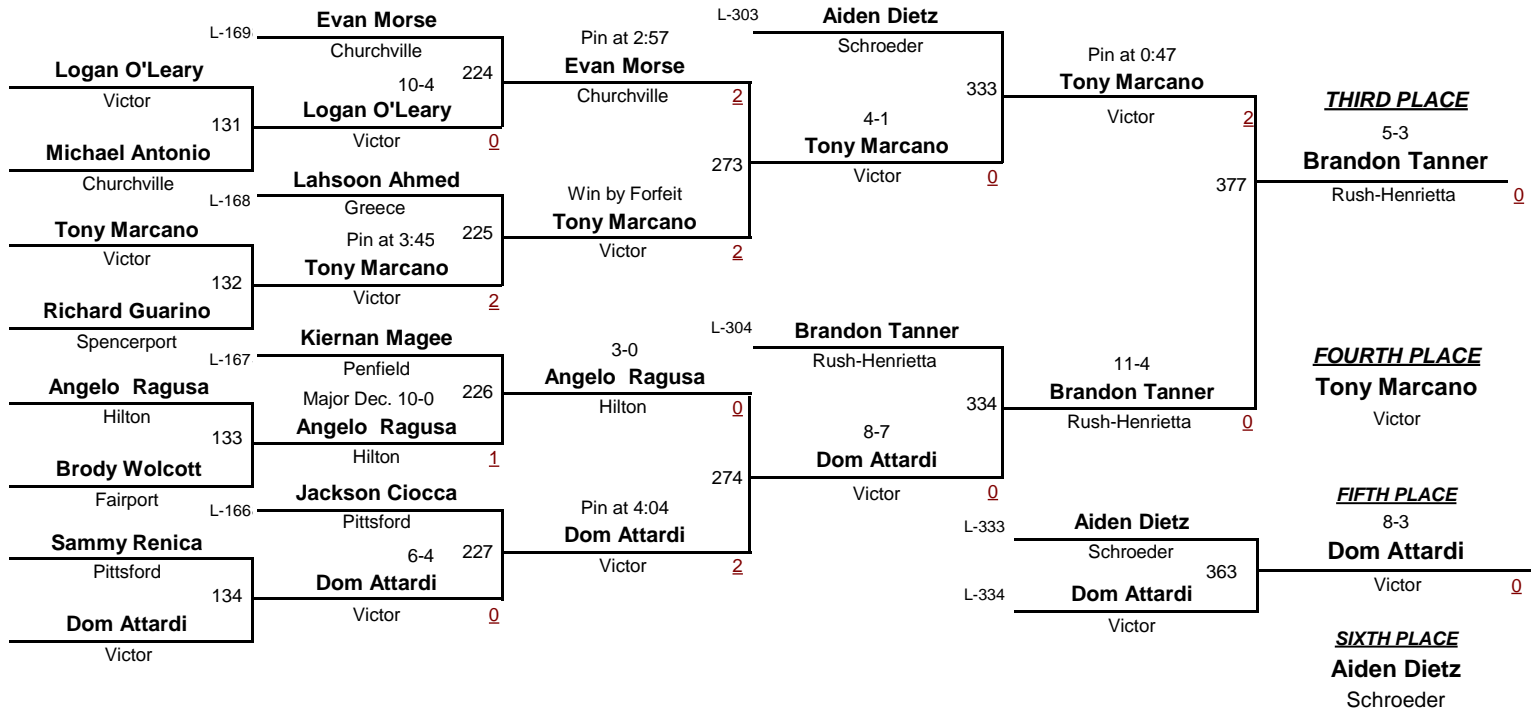 L-169
Evan Morse
Churchville
Logan O'Leary
Victor
131
Michael Antonio
Churchville
10-4
224
Logan O'Leary
Victor
0
L-168
Lahsoon Ahmed
Greece
Tony Marcano
Victor
132
Richard Guarino
Spencerport
Pin at 3:45
225
Tony Marcano
Victor
2
L-167
Kiernan Magee
Penfield
Angelo Ragusa
Hilton
133
Brody Wolcott
Fairport
Major Dec. 10-0
226
Angelo Ragusa
Hilton
1
L-166
Jackson Ciocca
Pittsford
Sammy Renica
Pittsford
134
Dom Attardi
Victor
6-4
227
Dom Attardi
Victor
0
Pin at 2:57
Evan Morse
Churchville
2
273
Win by Forfeit
Tony Marcano
Victor
2
3-0
Angelo Ragusa
Hilton
0
274
Pin at 4:04
Dom Attardi
Victor
2
L-303
Aiden Dietz
Schroeder
333
4-1
Tony Marcano
Victor
0
L-304
Brandon Tanner
Rush-Henrietta
334
8-7
Dom Attardi
Victor
0
Pin at 0:47
Tony Marcano
Victor
2
377
11-4
Brandon Tanner
Rush-Henrietta
0
THIRD PLACE
5-3
Brandon Tanner
Rush-Henrietta
0
FOURTH PLACE
Tony Marcano
Victor
L-333
Aiden Dietz
Schroeder
363
L-334
Dom Attardi
Victor
FIFTH PLACE
8-3
Dom Attardi
Victor
0
SIXTH PLACE
Aiden Dietz
Schroeder